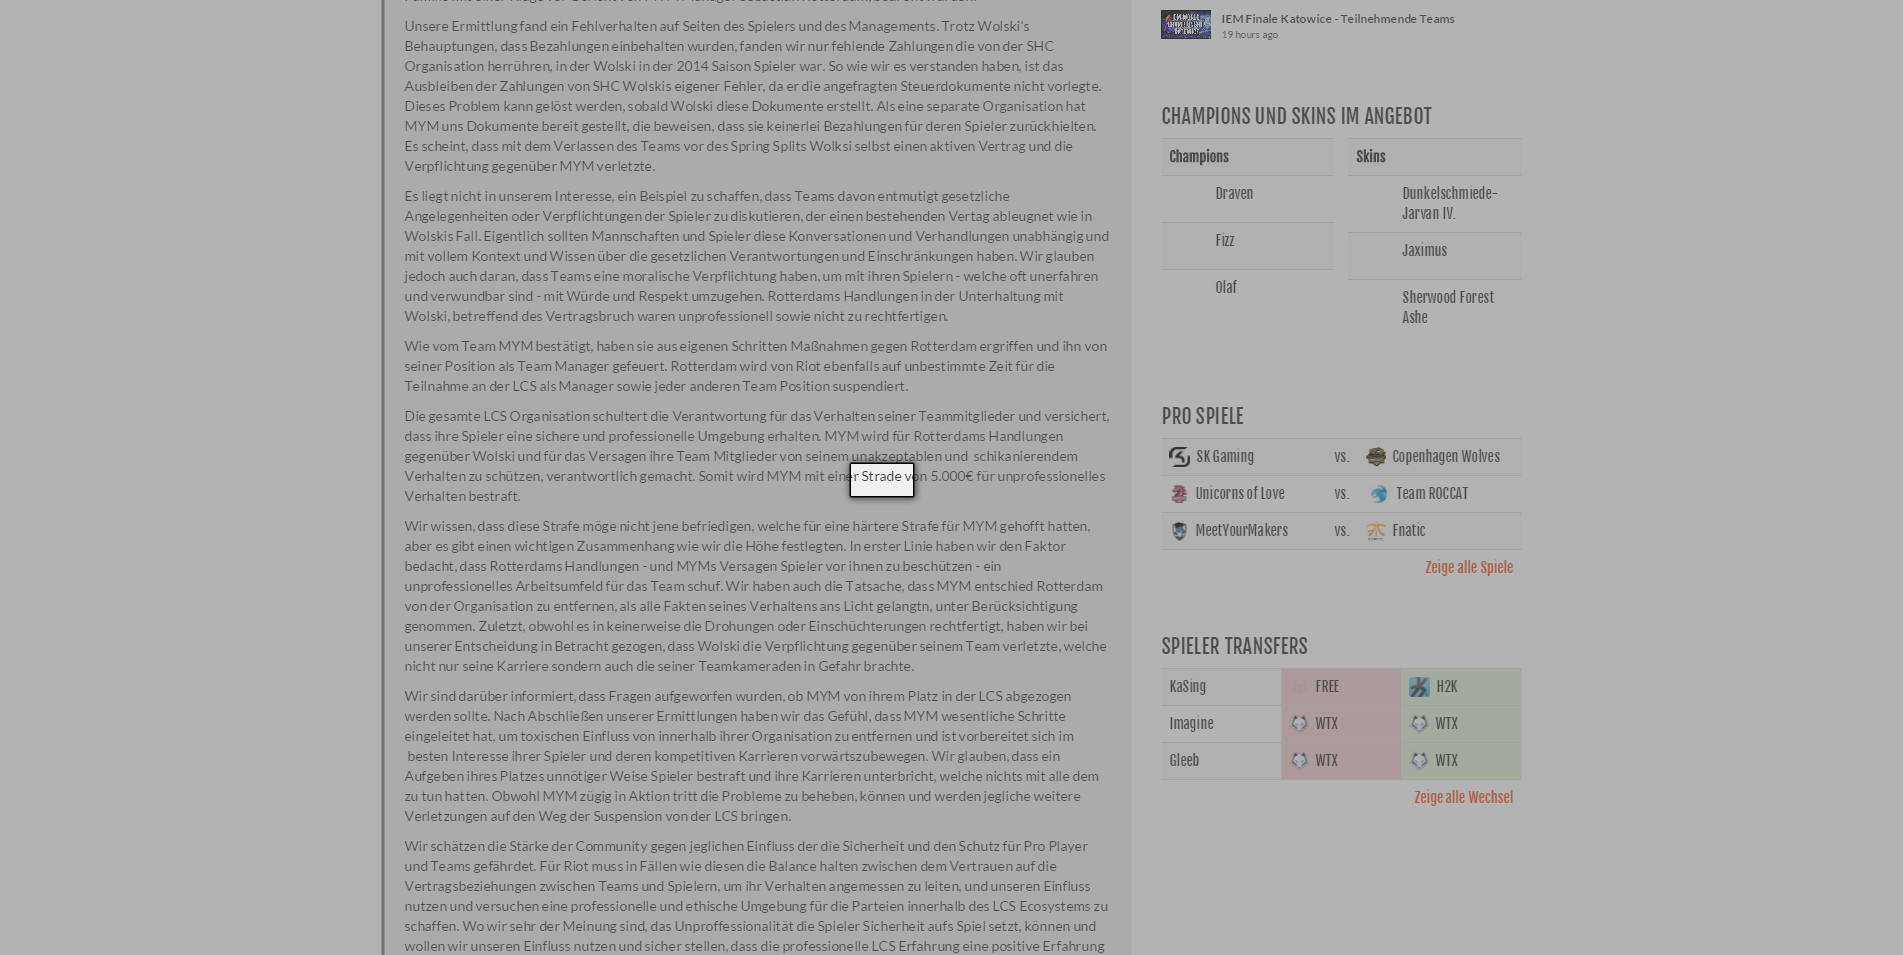 Unsere Ermittlung fand ein Fehlverhalten auf Seiten des Spielers und des Managements. Trotz Wolski's
Behauptungen, dass Bezahlungen einbehalten wurden, fanden wir nur fehlende Zahlungen die von der SHC
Organisation herrühren, in der Wolski in der 2014 Saison Spieler war. So wie wir es verstanden haben, ist das
Ausbleiben der Zahlungen von SHC Wolskis eigener Fehler, da er die angefragten Steuerdokumente nicht vorlegte.
Dieses Problem kann gelöst werden, sobald Wolski diese Dokumente erstellt. Als eine separate Organisation hat
MYM uns Dokumente bereit gestellt, die beweisen, dass sie keinerlei Bezahlungen für deren Spieler zurückhielten.
Es scheint, dass mit dem Verlassen des Teams vor des Spring Splits Wolksi selbst einen aktiven Vertrag und die
Verpflichtung gegenüber MYM verletzte.
Es liegt nicht in unserem Interesse, ein Beispiel zu schaffen, dass Teams davon entmutigt gesetzliche
Angelegenheiten oder Verpflichtungen der Spieler zu diskutieren, der einen bestehenden Vertag ableugnet wie in
Wolskis Fall. Eigentlich sollten Mannschaften und Spieler diese Konversationen und Verhandlungen unabhängig und
mit vollem Kontext und Wissen über die gesetzlichen Verantwortungen und Einschränkungen haben. Wir glauben
jedoch auch daran, dass Teams eine moralische Verpflichtung haben, um mit ihren Spielern - welche oft unerfahren
und verwundbar sind - mit Würde und Respekt umzugehen. Rotterdams Handlungen in der Unterhaltung mit
Wolski, betreffend des Vertragsbruch waren unprofessionell sowie nicht zu rechtfertigen.
Wie vom Team MYM bestätigt, haben sie aus eigenen Schritten Maßnahmen gegen Rotterdam ergriffen und ihn von
seiner Position als Team Manager gefeuert. Rotterdam wird von Riot ebenfalls auf unbestimmte Zeit für die
Teilnahme an der LCS als Manager sowie jeder anderen Team Position suspendiert.
Die gesamte LCS Organisation schultert die Verantwortung für das Verhalten seiner Teammitglieder und versichert,
dass ihre Spieler eine sichere und professionelle Umgebung erhalten. MYM wird für Rotterdams Handlungen
gegenüber Wolski und für das Versagen ihre Team Mitglieder von seinem unakzeptablen und schikanierendem
Verhalten zu schützen, verantwortlich gemacht. Somit wird MYM mit einer Strade von 5.000€ für unprofessionelles
Verhalten bestraft.
Wir wissen, dass diese Strafe möge nicht jene befriedigen, welche für eine härtere Strafe für MYM gehofft hatten,
aber es gibt einen wichtigen Zusammenhang wie wir die Höhe festlegten. In erster Linie haben wir den Faktor
bedacht, dass Rotterdams Handlungen - und MYMs Versagen Spieler vor ihnen zu beschützen - ein
unprofessionelles Arbeitsumfeld für das Team schuf. Wir haben auch die Tatsache, dass MYM entschied Rotterdam
von der Organisation zu entfernen, als alle Fakten seines Verhaltens ans Licht gelangtn, unter Berücksichtigung
genommen. Zuletzt, obwohl es in keinerweise die Drohungen oder Einschüchterungen rechtfertigt, haben wir bei
unserer Entscheidung in Betracht gezogen, dass Wolski die Verpflichtung gegenüber seinem Team verletzte, welche
nicht nur seine Karriere sondern auch die seiner Teamkameraden in Gefahr brachte.
Wir sind darüber informiert, dass Fragen aufgeworfen wurden, ob MYM von ihrem Platz in der LCS abgezogen
werden sollte. Nach Abschließen unserer Ermittlungen haben wir das Gefühl, dass MYM wesentliche Schritte
eingeleitet hat, um toxischen Einfluss von innerhalb ihrer Organisation zu entfernen und ist vorbereitet sich im
besten Interesse ihrer Spieler und deren kompetitiven Karrieren vorwärtszubewegen. Wir glauben, dass ein
Aufgeben ihres Platzes unnötiger Weise Spieler bestraft und ihre Karrieren unterbricht, welche nichts mit alle dem
zu tun hatten. Obwohl MYM zügig in Aktion tritt die Probleme zu beheben, können und werden jegliche weitere
Verletzungen auf den Weg der Suspension von der LCS bringen.
Wir schätzen die Stärke der Community gegen jeglichen Einfluss der die Sicherheit und den Schutz für Pro Player
und Teams gefährdet. Für Riot muss in Fällen wie diesen die Balance halten zwischen dem Vertrauen auf die
Vertragsbeziehungen zwischen Teams und Spielern, um ihr Verhalten angemessen zu leiten, und unseren Einfluss
nutzen und versuchen eine professionelle und ethische Umgebung für die Parteien innerhalb des LCS Ecosystems zu
schaffen. Wo wir sehr der Meinung sind, das Unproffessionalität die Spieler Sicherheit aufs Spiel setzt, können und
wollen wir unseren Einfluss nutzen und sicher stellen, dass die professionelle LCS Erfahrung eine positive Erfahrung
IEM Finale Katowice - Teilnehmende Teams
19 hours ago
CHAMPIONS UND SKINS IM ANGEBOT
Champions
Draven
Fizz
Olaf
Skins
Dunkelschmiede-
Jarvan IV.
Jaximus
Sherwood Forest
Ashe
PRO SPIELE
SK Gaming vs. Copenhagen Wolves
Unicorns of Love vs. Team ROCCAT
MeetYourMakers vs. Fnatic
Zeige alle Spiele
SPIELER TRANSFERS
KaSing FREE H2K
Imagine WTX WTX
Gleeb WTX WTX
Zeige alle Wechsel